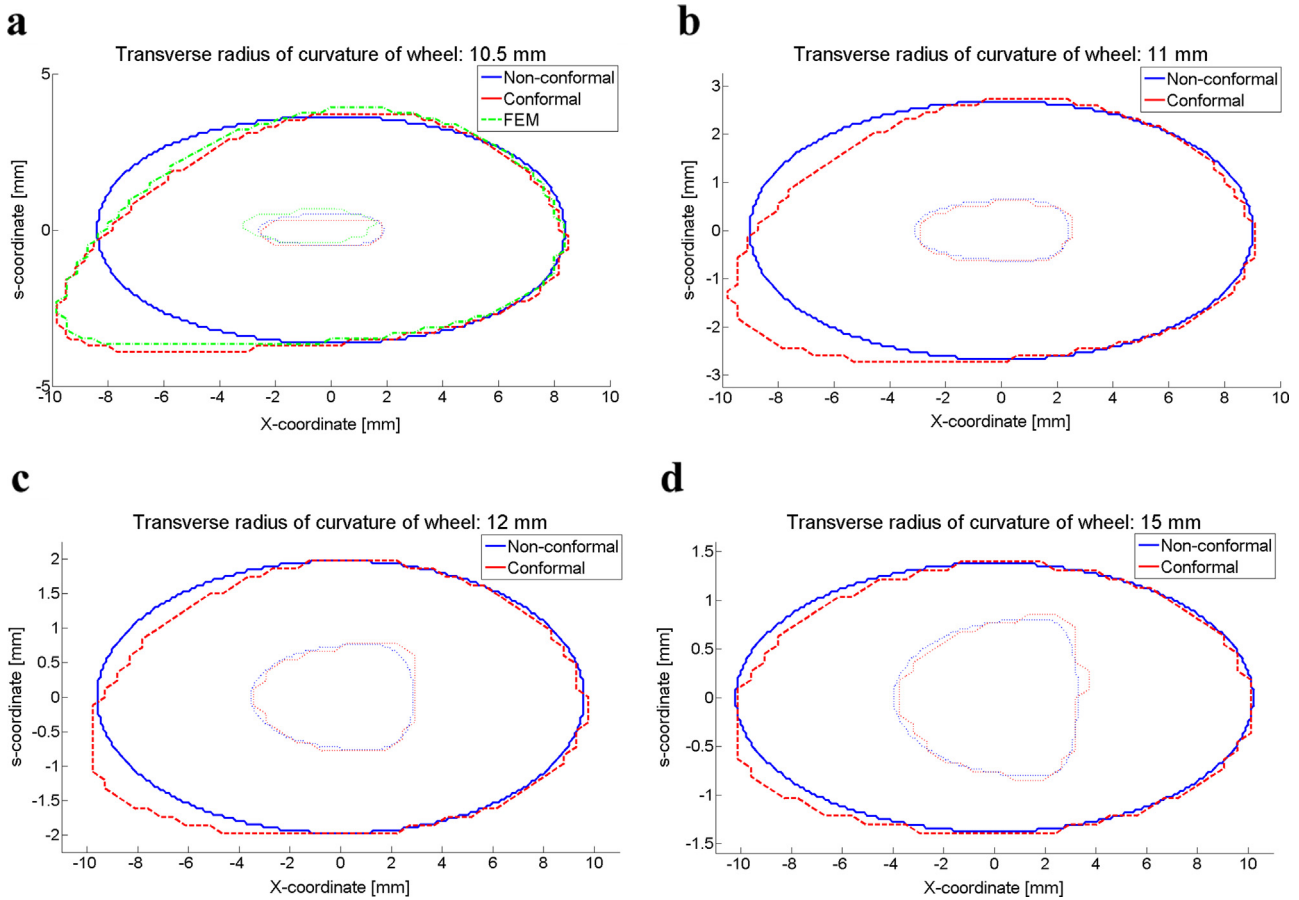 a
Transverse radius of curvature of wheel: 10.5 mm
Non-conformal
Conformal
FEM
5
0
-5
s-coordinate [mm]
-10 -8 -6 -4 -2 0 2 4 6 8 10
X-coordinate [mm]
b
Transverse radius of curvature of wheel: 11 mm
Non-conformal
Conformal
3
2
1
0
-1
-2
-3
s-coordinate [mm]
-10 -8 -6 -4 -2 0 2 4 6 8 10
X-coordinate [mm]
c
Transverse radius of curvature of wheel: 12 mm
Non-conformal
Conformal
2
1.5
1
0.5
0
-0.5
-1
-1.5
-2
s-coordinate [mm]
-10 -8 -6 -4 -2 0 2 4 6 8 10
X-coordinate [mm]
d
Transverse radius of curvature of wheel: 15 mm
Non-conformal
Conformal
1.5
1
0.5
0
-0.5
-1
-1.5
s-coordinate [mm]
-10 -8 -6 -4 -2 0 2 4 6 8 10
X-coordinate [mm]